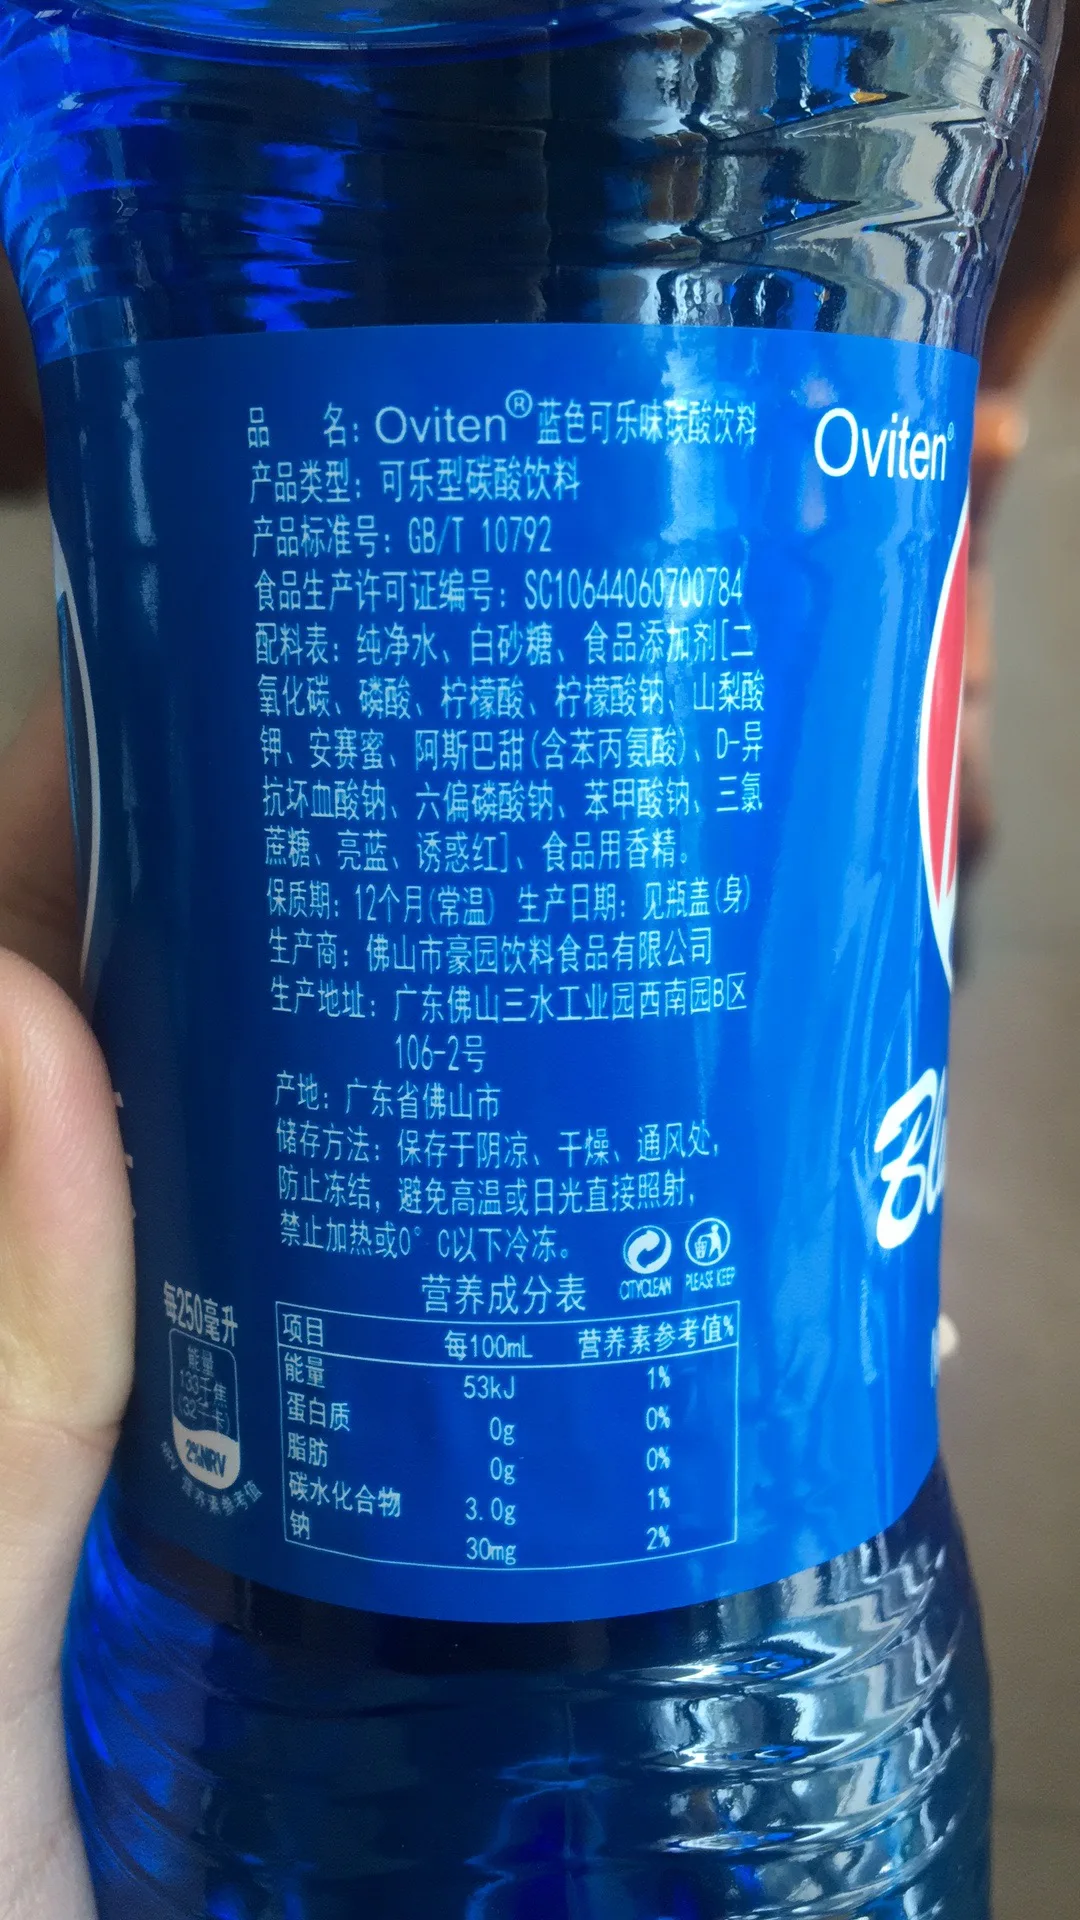 品 名: Oviten® 蓝色可乐味碳酸饮料
产品类型: 可乐型碳酸饮料
产品标准号: GB/T 10792
食品生产许可证编号: SC10644060700784
配料表: 纯净水、白砂糖、食品添加剂[二
氧化碳、磷酸、柠檬酸、柠檬酸钠、山梨酸
钾、安赛蜜、阿斯巴甜(含苯丙氨酸)、D-异
抗坏血酸钠、六偏磷酸钠、苯甲酸钠、三氯
蔗糖、亮蓝、诱惑红]、食品用香精。
保质期: 12个月(常温) 生产日期: 见瓶盖(身)
生产商: 佛山市豪园饮料食品有限公司
生产地址: 广东佛山三水工业园西南园B区
106-2号
产地: 广东省佛山市
储存方法: 保存于阴凉、干燥、通风处,
防止冻结, 避免高温或日光直接照射,
禁止加热或0° C以下冷冻。
CITYCLEAN PLEASE KEEP
营养成分表
项目 每100mL 营养素参考值%
能量 53kJ 1%
蛋白质 0g 0%
脂肪 0g 0%
碳水化合物 3.0g 1%
钠 30mg 2%
每250毫升
能量
133千焦
(32千卡)
2%NRV
NRV 营养素参考值
Oviten®